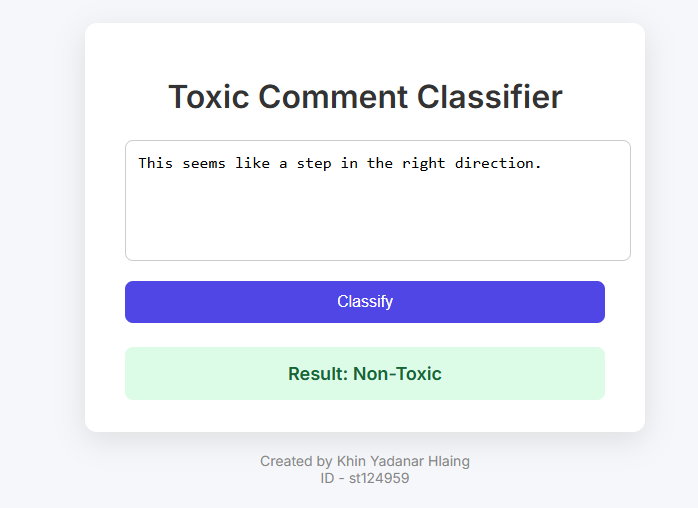 Toxic Comment Classifier
This seems like a step in the right direction.
Classify
Result: Non-Toxic
Created by Khin Yadanar Hlaing
ID - st124959